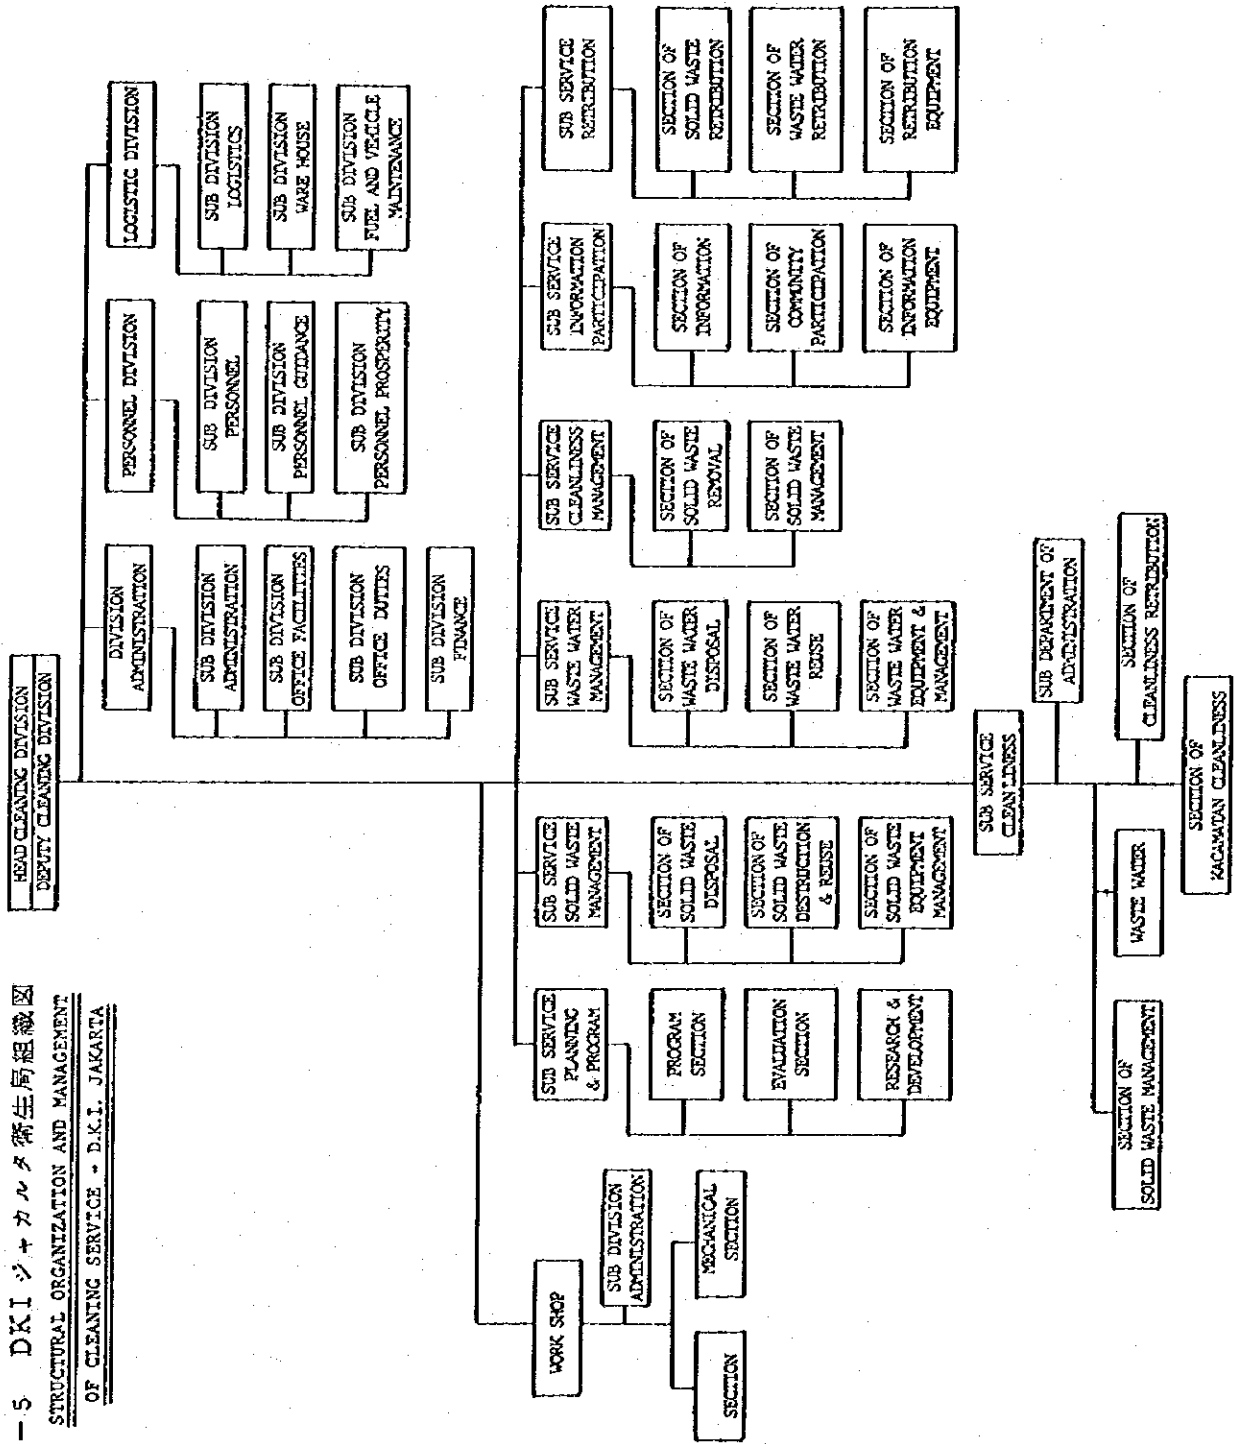 －5 DKIジャカルタ衛生局組織図
STRUCTURAL ORGANIZATION AND MANAGEMENT
OF CLEANING SERVICE - D.K.I. JAKARTA
HEAD CLEANING DIVISION
DEPUTY CLEANING DIVISION
DIVISION
ADMINISTRATION
SUB DIVISION
ADMINISTRATION
SUB DIVISION
OFFICE FACILITIES
SUB DIVISION
OFFICE DUTIES
SUB DIVISION
FINANCE
PERSONNEL DIVISION
SUB DIVISION
PERSONNEL
SUB DIVISION
PERSONNEL GUIDANCE
SUB DIVISION
PERSONNEL PROSPERITY
LOGISTIC DIVISION
SUB DIVISION
LOGISTICS
SUB DIVISION
WARE HOUSE
SUB DIVISION
FUEL AND VEHICLE
MAINTENANCE
WORK SHOP
SUB DIVISION
ADMINISTRATION
SECTION
MECHANICAL
SECTION
SUB SERVICE
PLANNING
& PROGRAM
PROGRAM
SECTION
EVALUATION
SECTION
RESEARCH &
DEVELOPMENT
SUB SERVICE
SOLID WASTE
MANAGEMENT
SECTION OF
SOLID WASTE
DISPOSAL
SECTION OF
SOLID WASTE
DESTRUCTION
& REUSE
SECTION OF
SOLID WASTE
EQUIPMENT
MANAGEMENT
SUB SERVICE
WASTE WATER
MANAGEMENT
SECTION OF
WASTE WATER
DISPOSAL
SECTION OF
WASTE WATER
REUSE
SECTION OF
WASTE WATER
EQUIPMENT &
MANAGEMENT
SUB SERVICE
CLEANLINESS
MANAGEMENT
SECTION OF
SOLID WASTE
REMOVAL
SECTION OF
SOLID WASTE
MANAGEMENT
SUB SERVICE
INFORMATION
PARTICIPATION
SECTION OF
INFORMATION
SECTION OF
COMMUNITY
PARTICIPATION
SECTION OF
INFORMATION
EQUIPMENT
SUB SERVICE
RETRIBUTION
SECTION OF
SOLID WASTE
RETRIBUTION
SECTION OF
WASTE WATER
RETRIBUTION
SECTION OF
RETRIBUTION
EQUIPMENT
SUB SERVICE
CLEANLINESS
SUB DEPARTMENT OF
ADMINISTRATION
SECTION OF
SOLID WASTE MANAGEMENT
WASTE WATER
SECTION OF
CLEANLINESS RETRIBUTION
SECTION OF
KACAMATAN CLEANLINESS